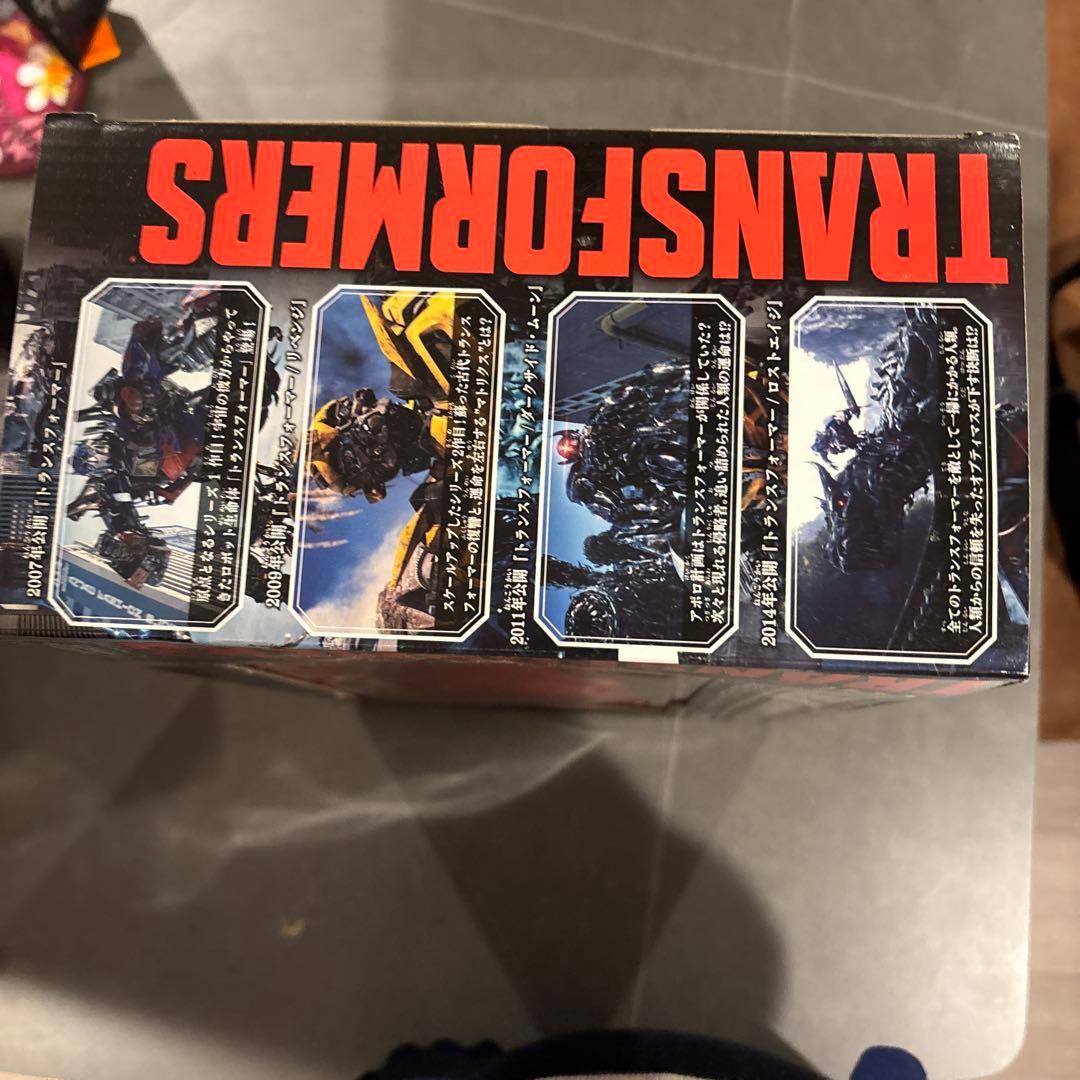 TRANSFORMERS
2007年公開「トランスフォーマー」
原点となるシリーズ1作目!宇宙の彼方からやって
きたロボット生命体「トランスフォーマー」登場!
2009年公開「トランスフォーマー/リベンジ」
スケールアップしたシリーズ2作目!蘇った古代トランス
フォーマーの復讐と、運命を左右する"マトリクス"とは?
2011年公開「トランスフォーマー/ダークサイド・ムーン」
アポロ計画はトランスフォーマーが関係していた?
次々と現れる侵略者。追い詰められた人類の運命は!?
2014年公開「トランスフォーマー/ロストエイジ」
全てのトランスフォーマーを敵として一掃にかかる人類。
人類からの信頼を失ったオプティマスが下す決断は!?